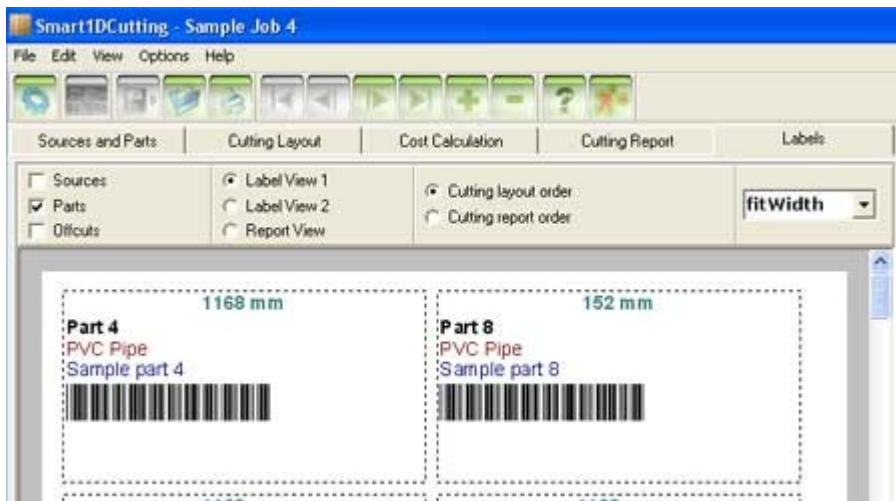 Smart1DCutting - Sample Job 4
File Edit View Options Help
?
Sources and Parts Cutting Layout Cost Calculation Cutting Report Labels
Sources
Parts
Offcuts
Label View 1
Label View 2
Report View
Cutting layout order
Cutting report order
fitWidth
1168 mm
Part 4
PVC Pipe
Sample part 4
152 mm
Part 8
PVC Pipe
Sample part 8